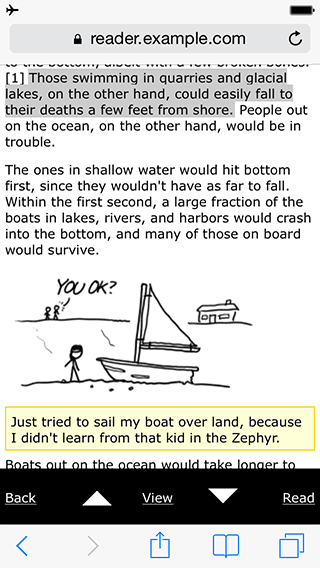 reader.example.com
to the bottom, albeit with a few broken bones.
[1] Those swimming in quarries and glacial
lakes, on the other hand, could easily fall to
their deaths a few feet from shore. People out
on the ocean, on the other hand, would be in
trouble.
The ones in shallow water would hit bottom
first, since they wouldn't have as far to fall.
Within the first second, a large fraction of the
boats in lakes, rivers, and harbors would crash
into the bottom, and many of those on board
would survive.
YOU OK?
Just tried to sail my boat over land, because
I didn't learn from that kid in the Zephyr.
Boats out on the ocean would take longer to
Back View Read